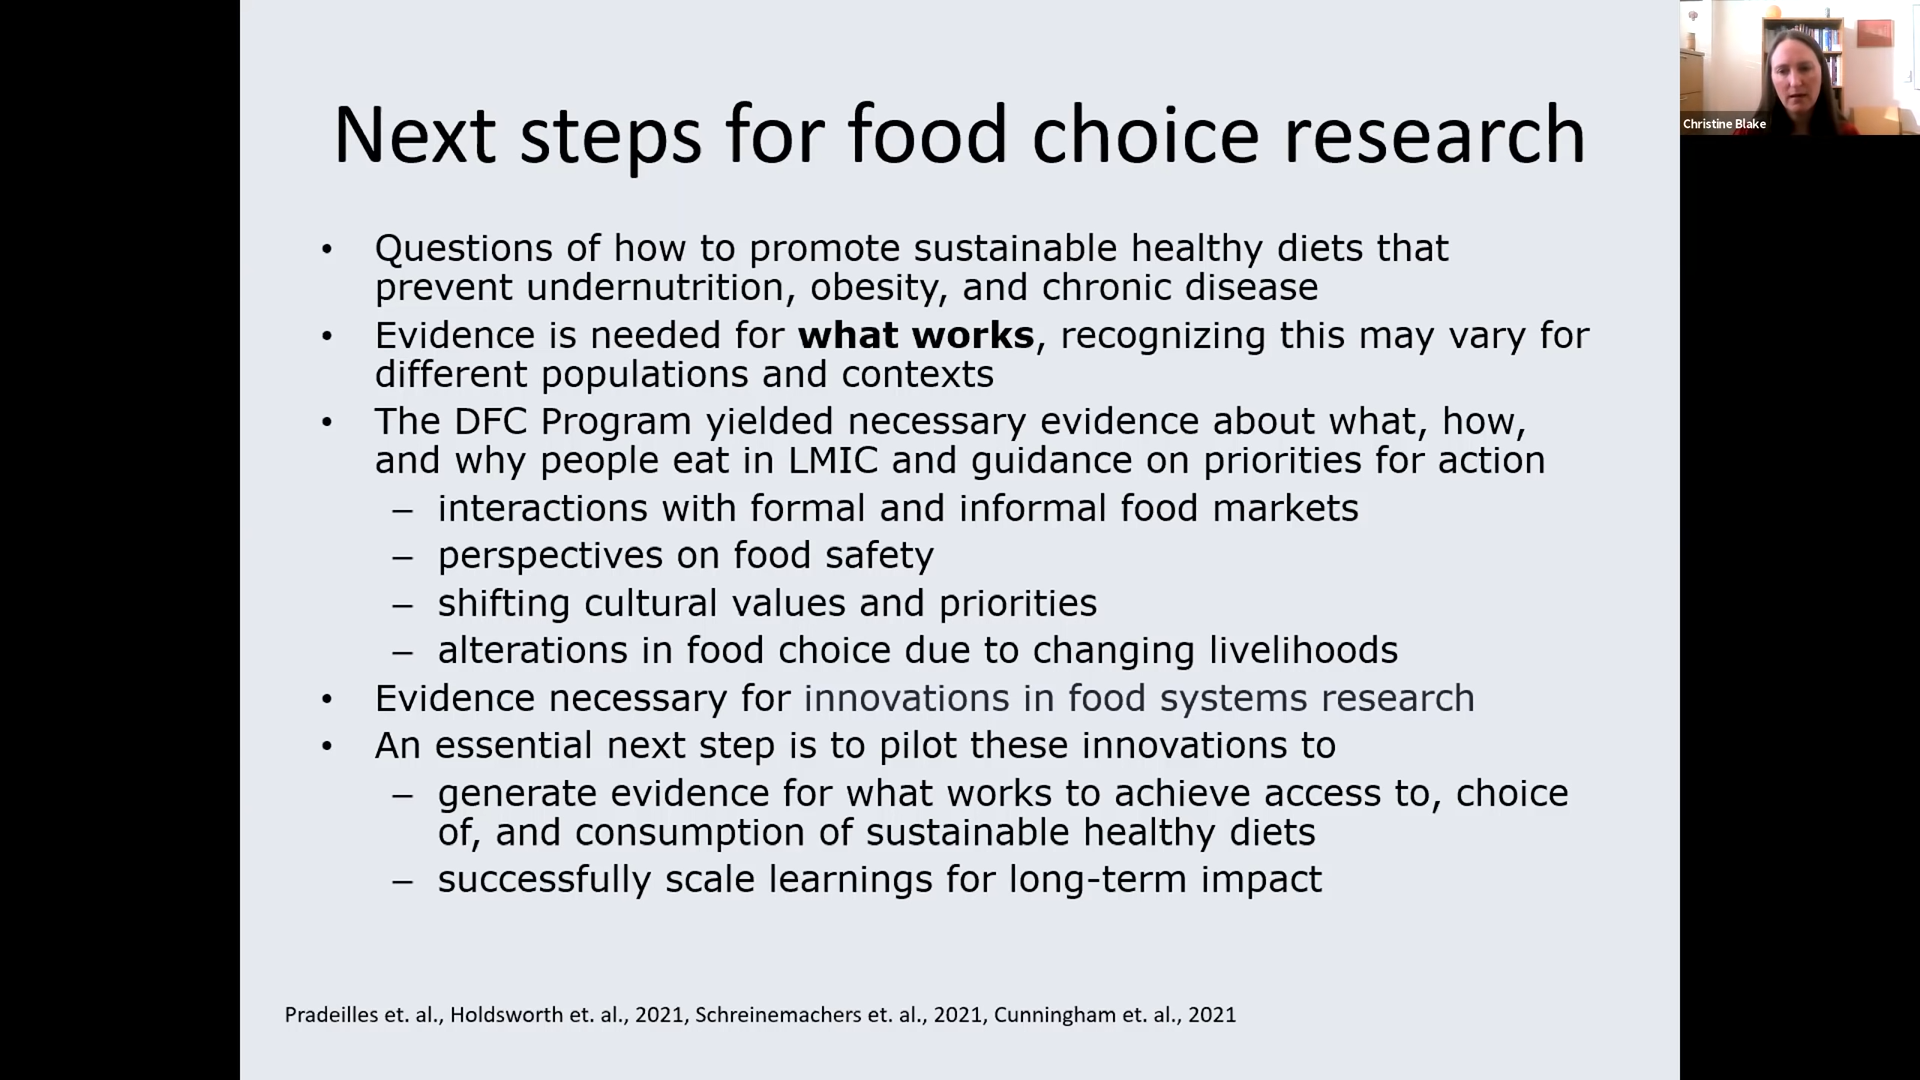 Next steps for food choice research
• Questions of how to promote sustainable healthy diets that
prevent undernutrition, obesity, and chronic disease
• Evidence is needed for what works, recognizing this may vary for
different populations and contexts
• The DFC Program yielded necessary evidence about what, how,
and why people eat in LMIC and guidance on priorities for action
– interactions with formal and informal food markets
– perspectives on food safety
– shifting cultural values and priorities
– alterations in food choice due to changing livelihoods
• Evidence necessary for innovations in food systems research
• An essential next step is to pilot these innovations to
– generate evidence for what works to achieve access to, choice
of, and consumption of sustainable healthy diets
– successfully scale learnings for long-term impact
Pradeilles et. al., Holdsworth et. al., 2021, Schreinemachers et. al., 2021, Cunningham et. al., 2021
Christine Blake